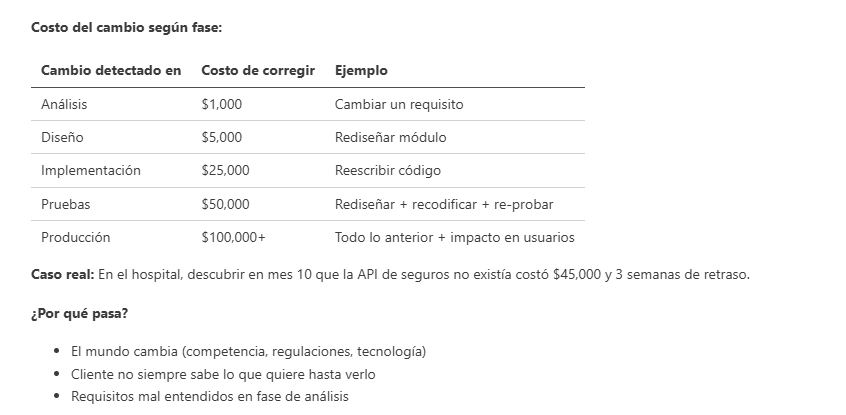 Costo del cambio según fase:
Cambio detectado en Costo de corregir Ejemplo
Análisis $1,000 Cambiar un requisito
Diseño $5,000 Rediseñar módulo
Implementación $25,000 Reescribir código
Pruebas $50,000 Rediseñar + recodificar + re-probar
Producción $100,000+ Todo lo anterior + impacto en usuarios
Caso real: En el hospital, descubrir en mes 10 que la API de seguros no existía costó $45,000 y 3 semanas de retraso.
¿Por qué pasa?
• El mundo cambia (competencia, regulaciones, tecnología)
• Cliente no siempre sabe lo que quiere hasta verlo
• Requisitos mal entendidos en fase de análisis